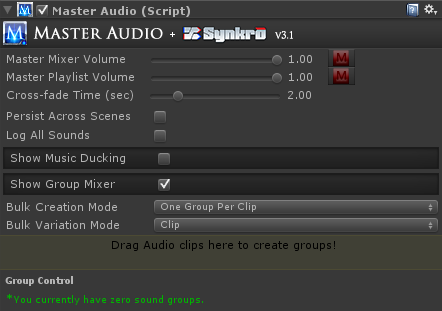 Master Audio (Script)
MASTER AUDIO + Synkro v3.1
Master Mixer Volume 1.00 M
Master Playlist Volume 1.00 M
Cross-fade Time (sec) 2.00
Persist Across Scenes
Log All Sounds
Show Music Ducking
Show Group Mixer
Bulk Creation Mode One Group Per Clip
Bulk Variation Mode Clip
Drag Audio clips here to create groups!
Group Control
*You currently have zero sound groups.